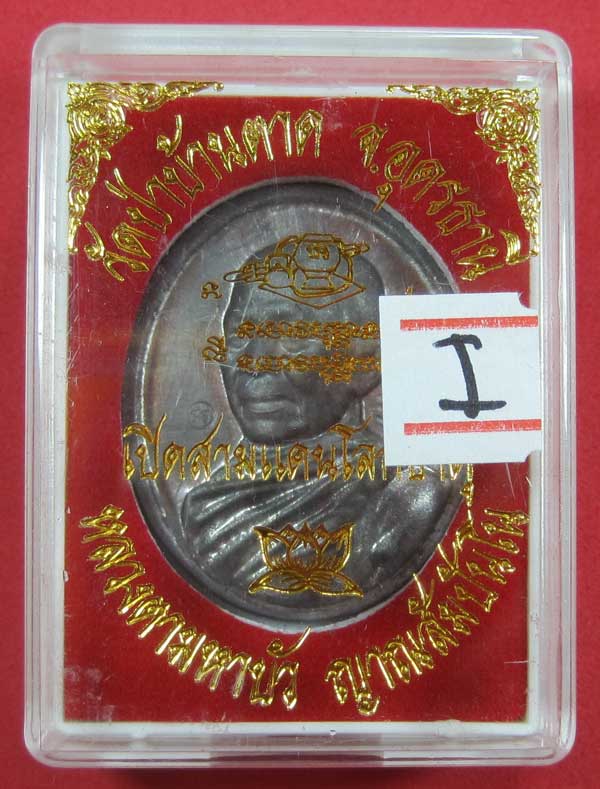 วัดป่าบ้านตาด จ.อุดรธานี
I
เปิดสามแดนโลกธาตุ
หลวงตามหาบัว ญาณสัมปันโน